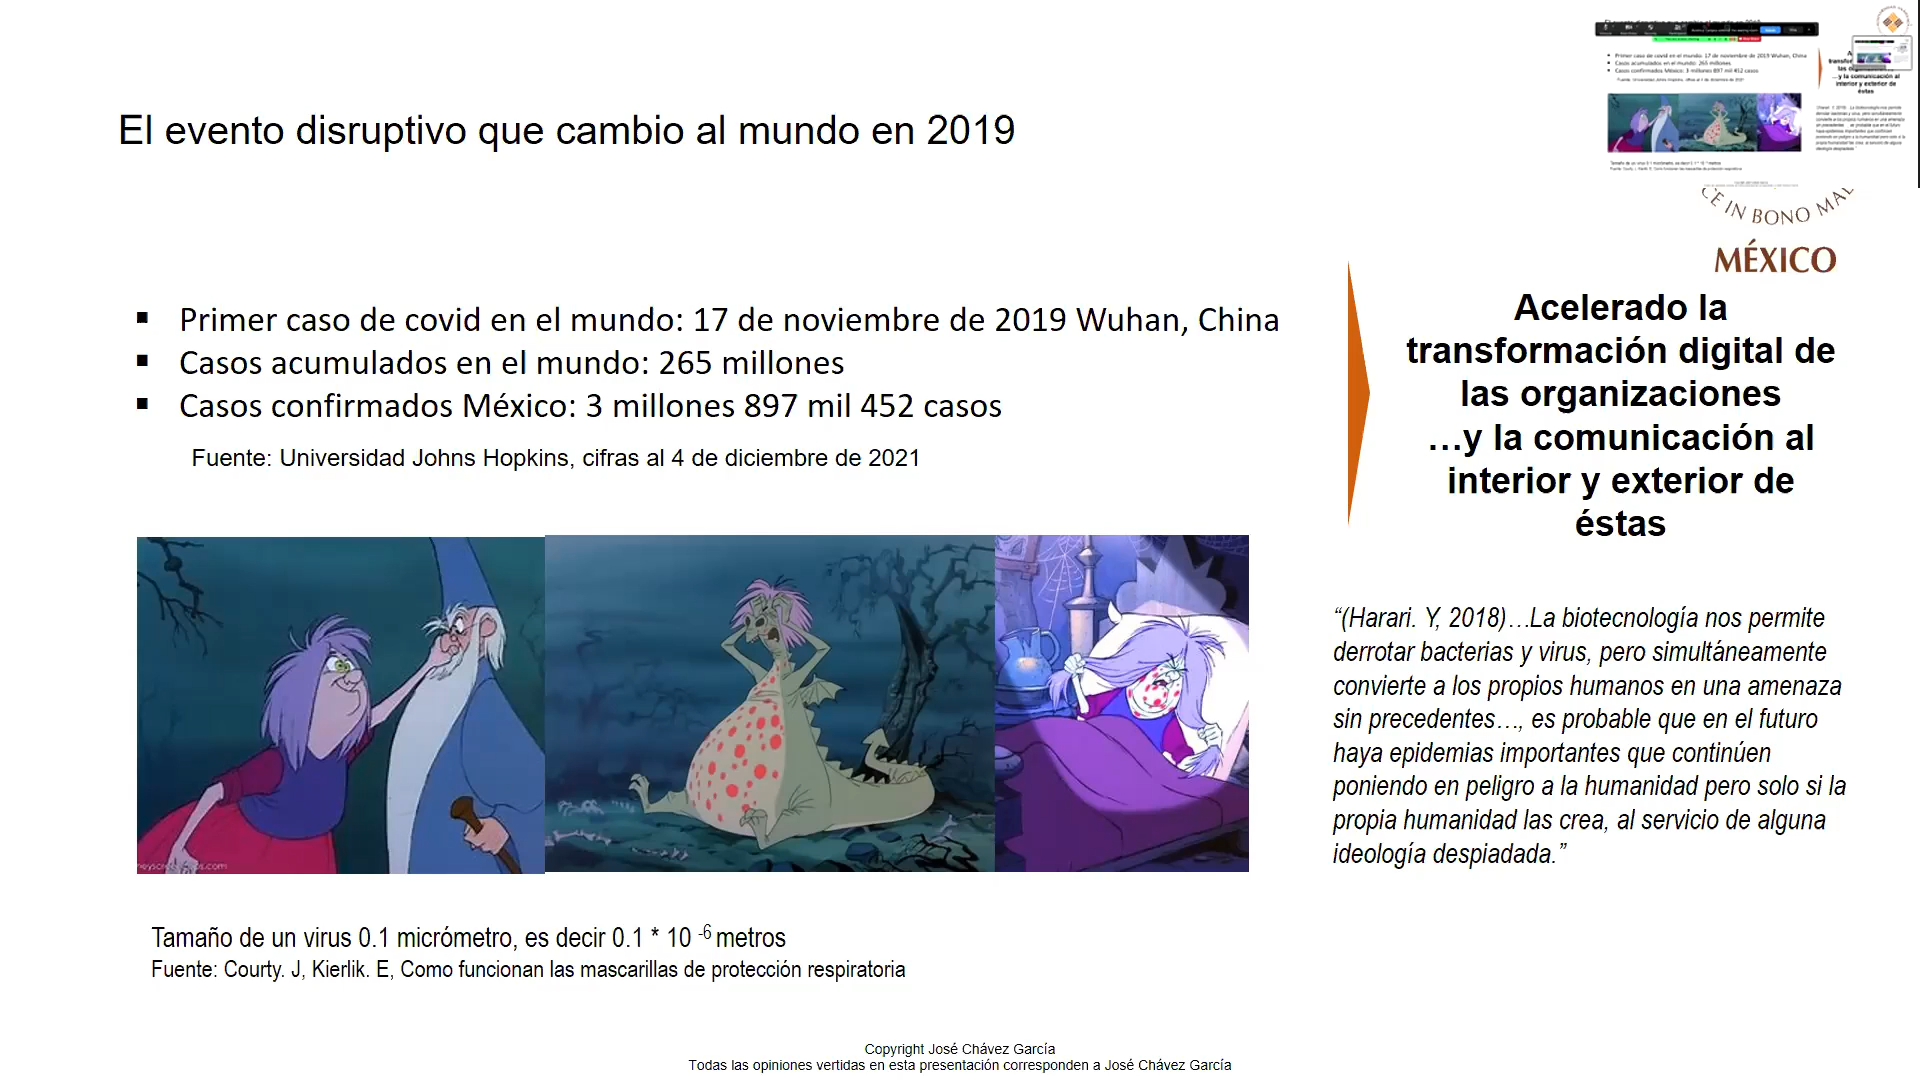 El evento disruptivo que cambio al mundo en 2019
CE IN BONO MAL
MÉXICO
▪ Primer caso de covid en el mundo: 17 de noviembre de 2019 Wuhan, China
▪ Casos acumulados en el mundo: 265 millones
▪ Casos confirmados México: 3 millones 897 mil 452 casos
Fuente: Universidad Johns Hopkins, cifras al 4 de diciembre de 2021
Acelerado la
transformación digital de
las organizaciones
…y la comunicación al
interior y exterior de
éstas
“(Harari. Y, 2018)…La biotecnología nos permite
derrotar bacterias y virus, pero simultáneamente
convierte a los propios humanos en una amenaza
sin precedentes…, es probable que en el futuro
haya epidemias importantes que continúen
poniendo en peligro a la humanidad pero solo si la
propia humanidad las crea, al servicio de alguna
ideología despiadada.”
Tamaño de un virus 0.1 micrómetro, es decir 0.1 * 10 -6 metros
Fuente: Courty. J, Kierlik. E, Como funcionan las mascarillas de protección respiratoria
Copyright José Chávez García
Todas las opiniones vertidas en esta presentación corresponden a José Chávez García